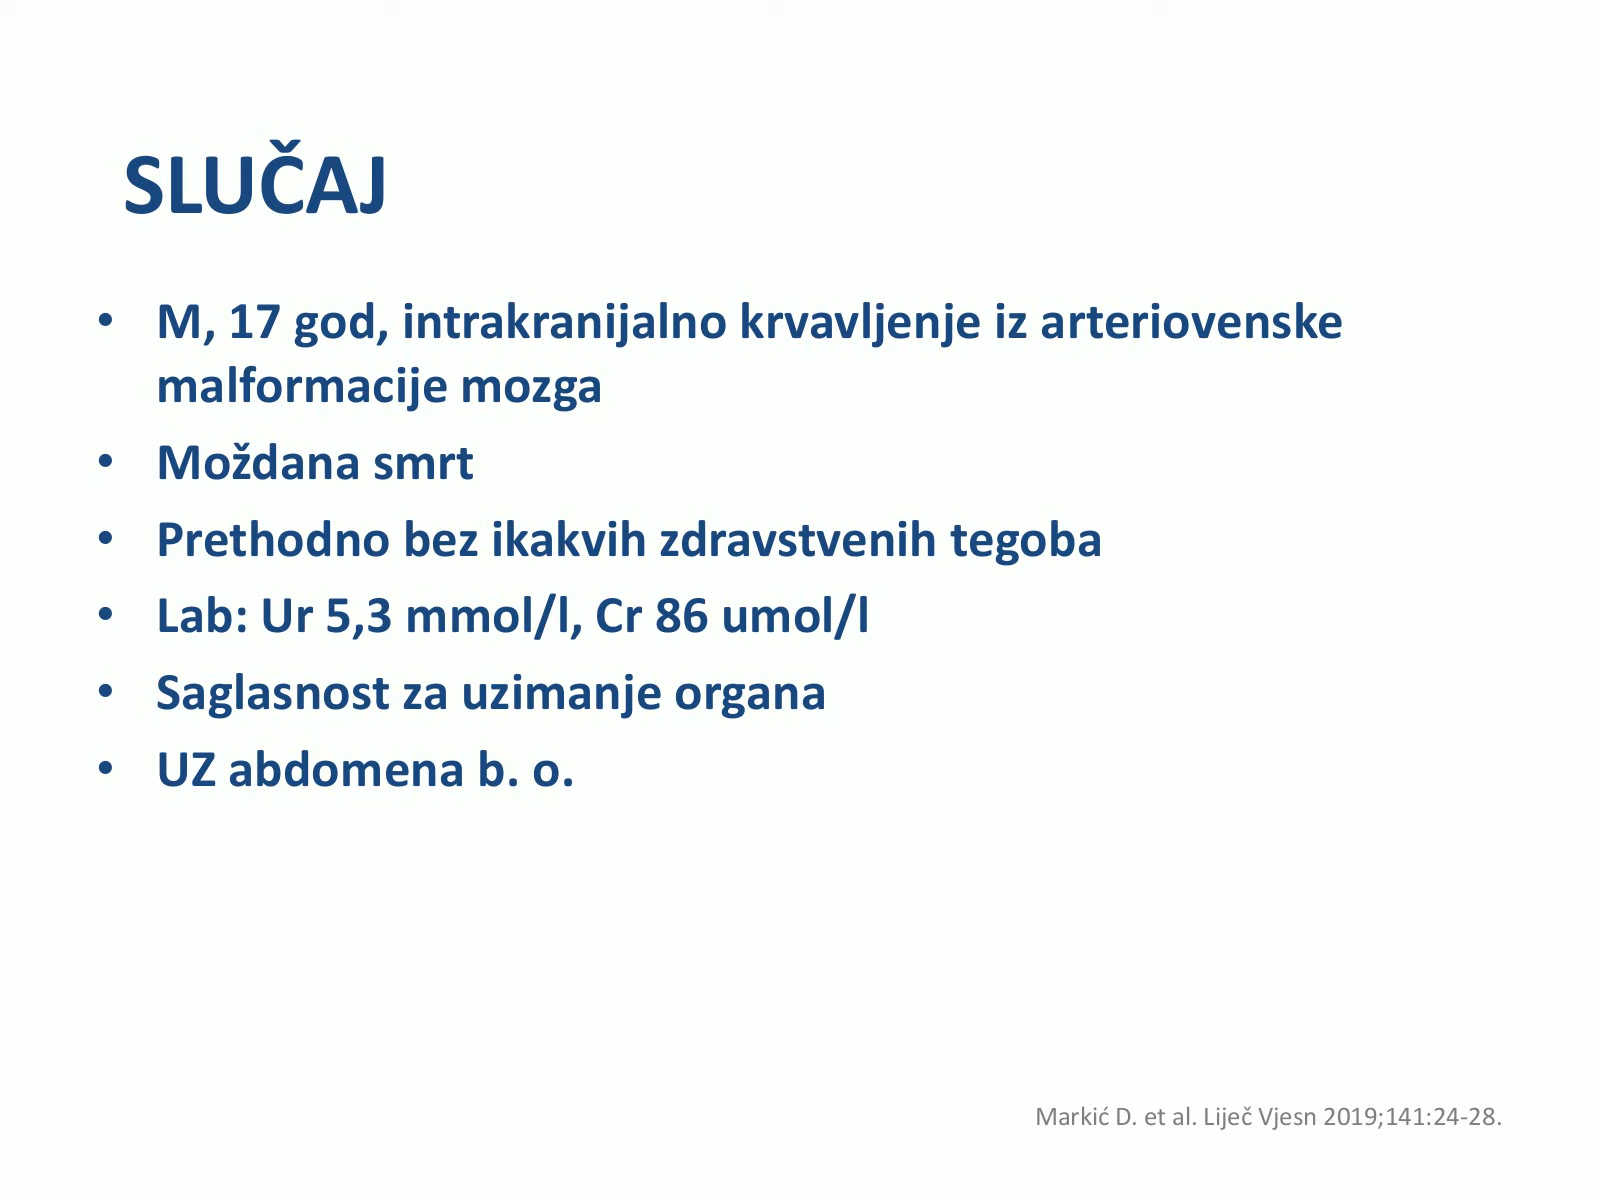 SLUČAJ
• M, 17 god, intrakranijalno krvavljenje iz arteriovenske
malformacije mozga
• Moždana smrt
• Prethodno bez ikakvih zdravstvenih tegoba
• Lab: Ur 5,3 mmol/l, Cr 86 umol/l
• Saglasnost za uzimanje organa
• UZ abdomena b. o.
Markić D. et al. Liječ Vjesn 2019;141:24-28.